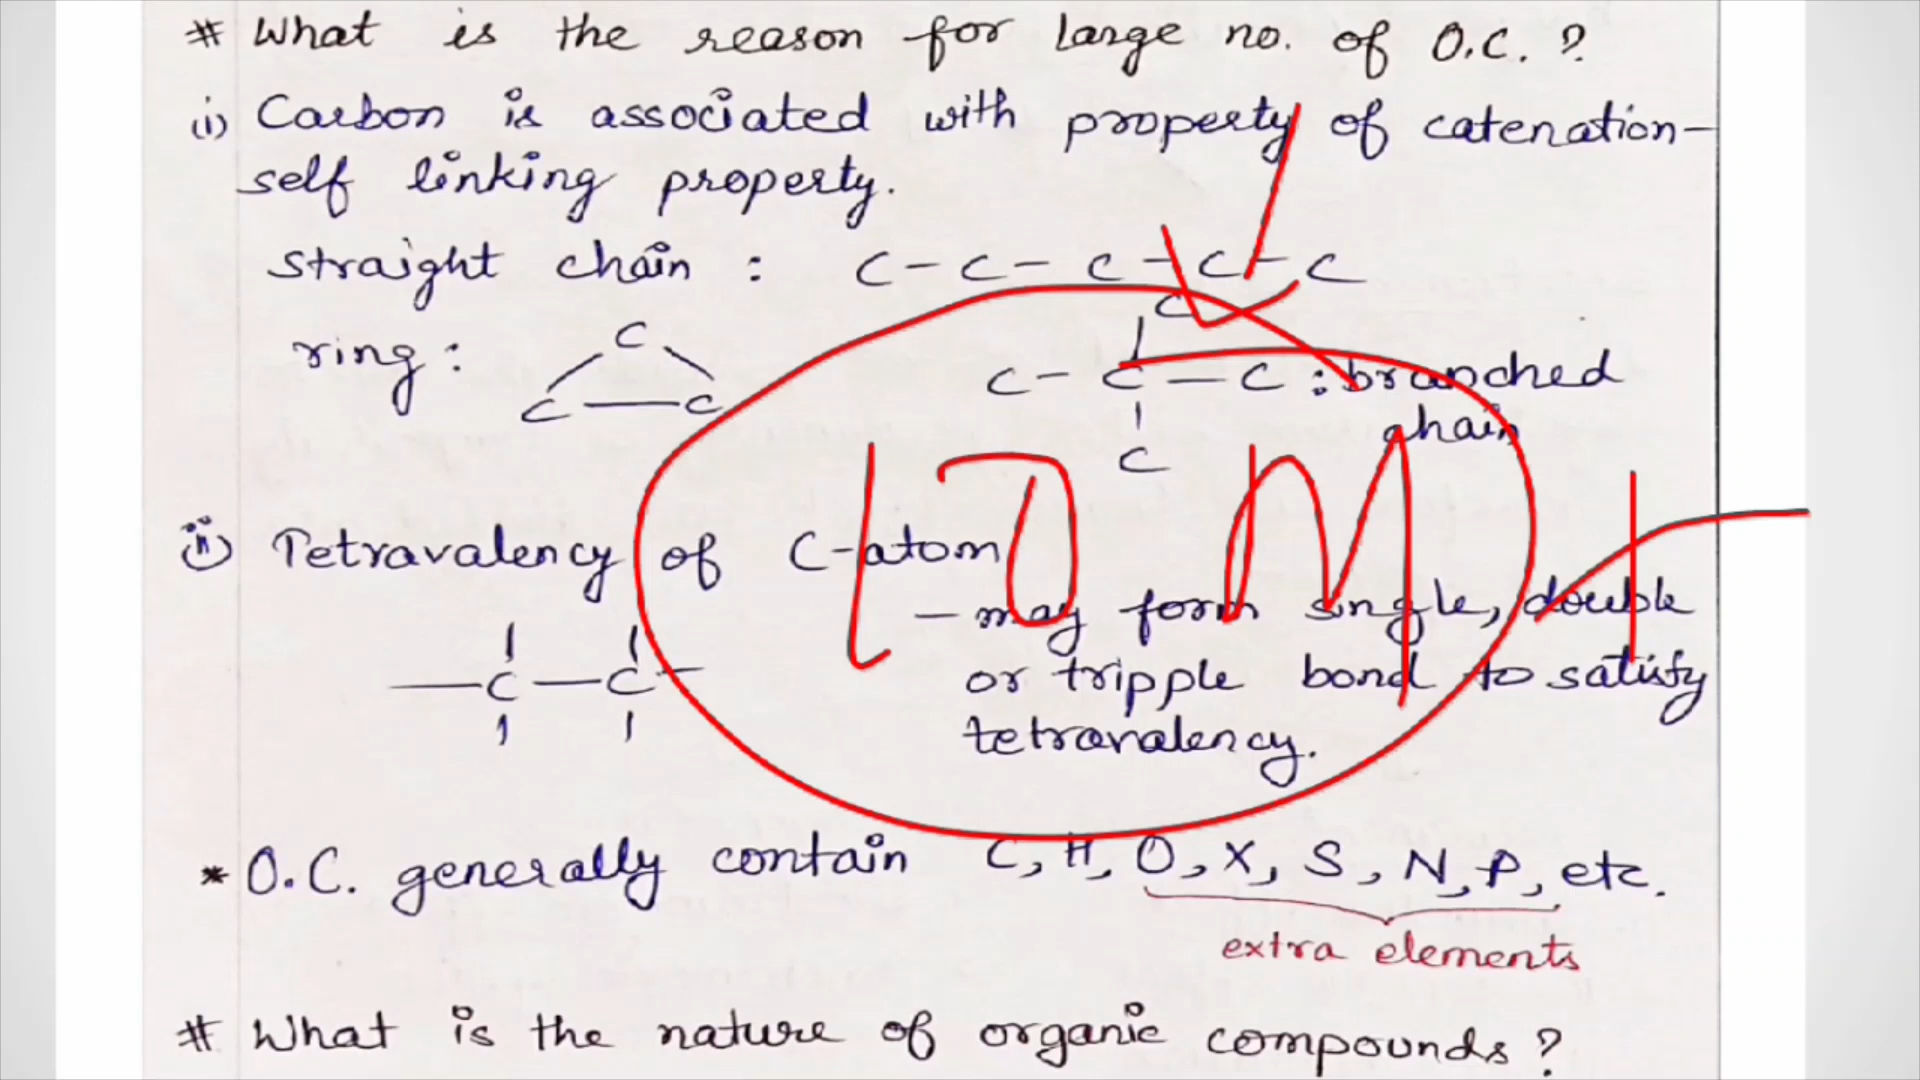 # What is the reason for large no. of O.C. ?
(i) Carbon is associated with property of catenation-
self linking property.
straight chain : C - C - C - C - C
ring :
C
C C
C
C - C - C : branched
chain
C
(ii) Tetravalency of C-atom
- may form single, double
or tripple bond to satisfy
tetravalency.
- C - C -
* O.C. generally contain C, H, O, X, S, N, P, etc.
extra elements
# What is the nature of organic compounds ?